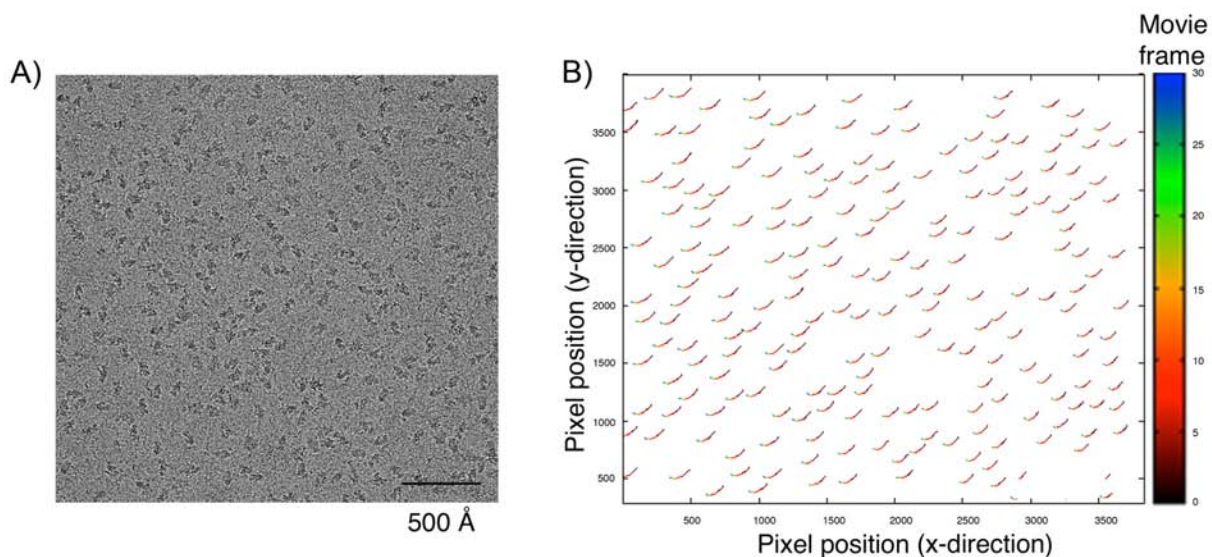 A)
500 Å
B)
Movie
frame
Pixel position (y-direction)
3500
3000
2500
2000
1500
1000
500
500 1000 1500 2000 2500 3000 3500
Pixel position (x-direction)
30
25
20
15
10
5
0